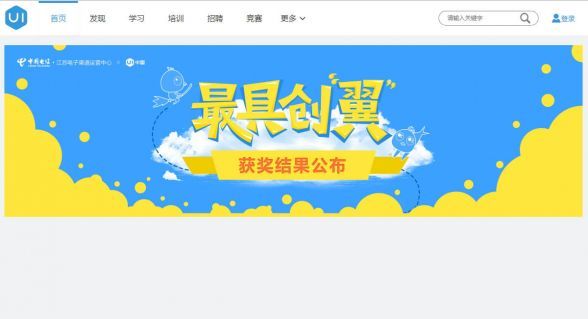 UI
首页 发现 学习 培训 招聘 竞赛 更多
请输入关键字
登录
中国电信 · 江苏电子渠道运营中心 × UI中国
最具创"翼"
获奖结果公布